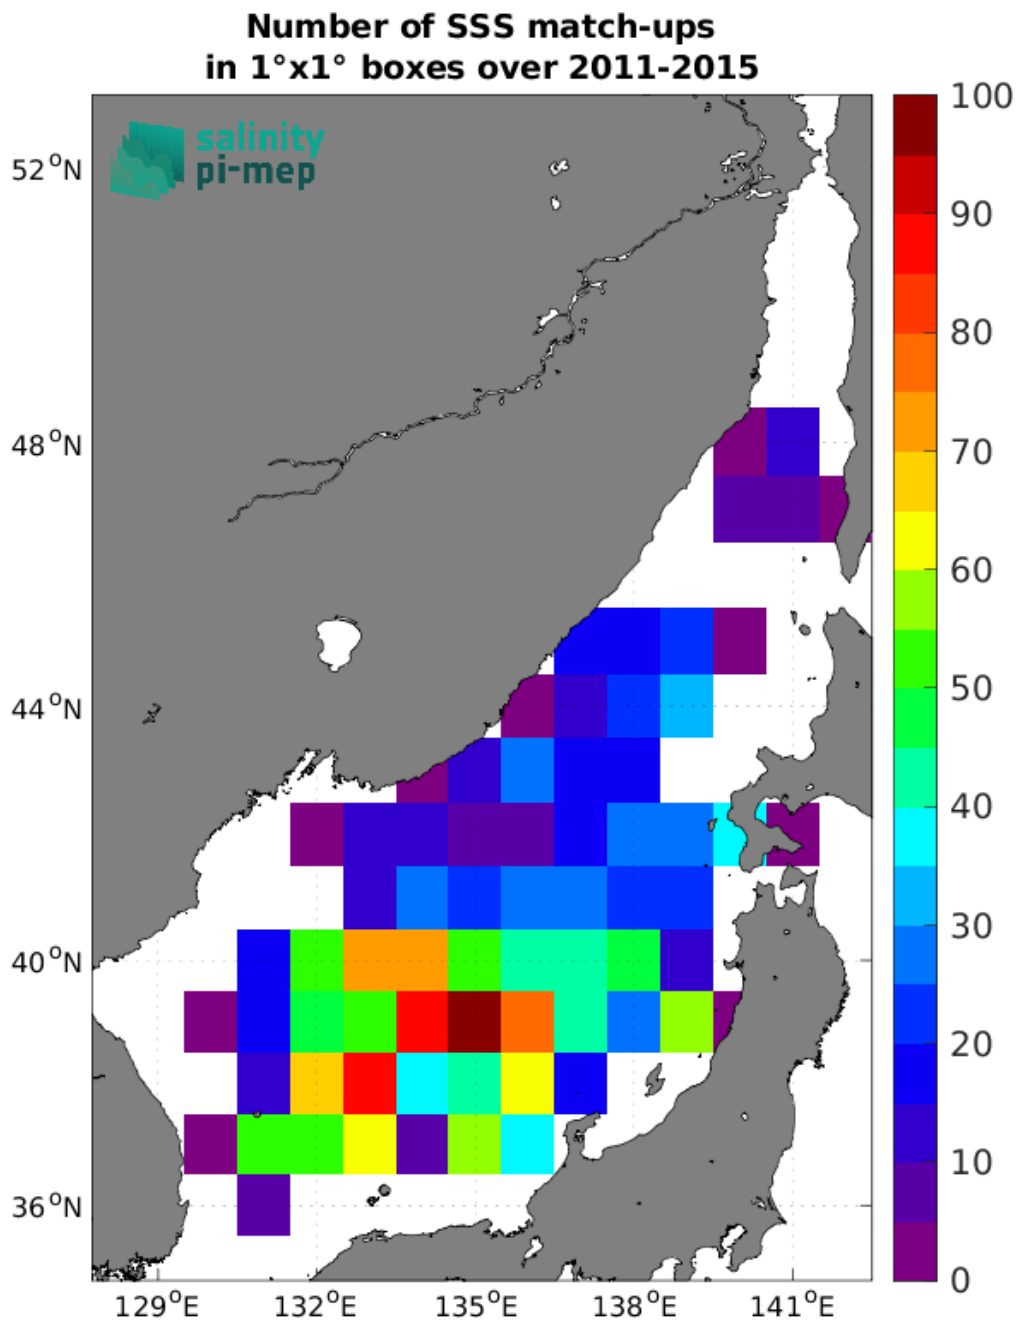 Number of SSS match-ups
in 1°x1° boxes over 2011-2015
salinity
pi-mep
52°N
48°N
44°N
40°N
36°N
129°E 132°E 135°E 138°E 141°E
100
90
80
70
60
50
40
30
20
10
0